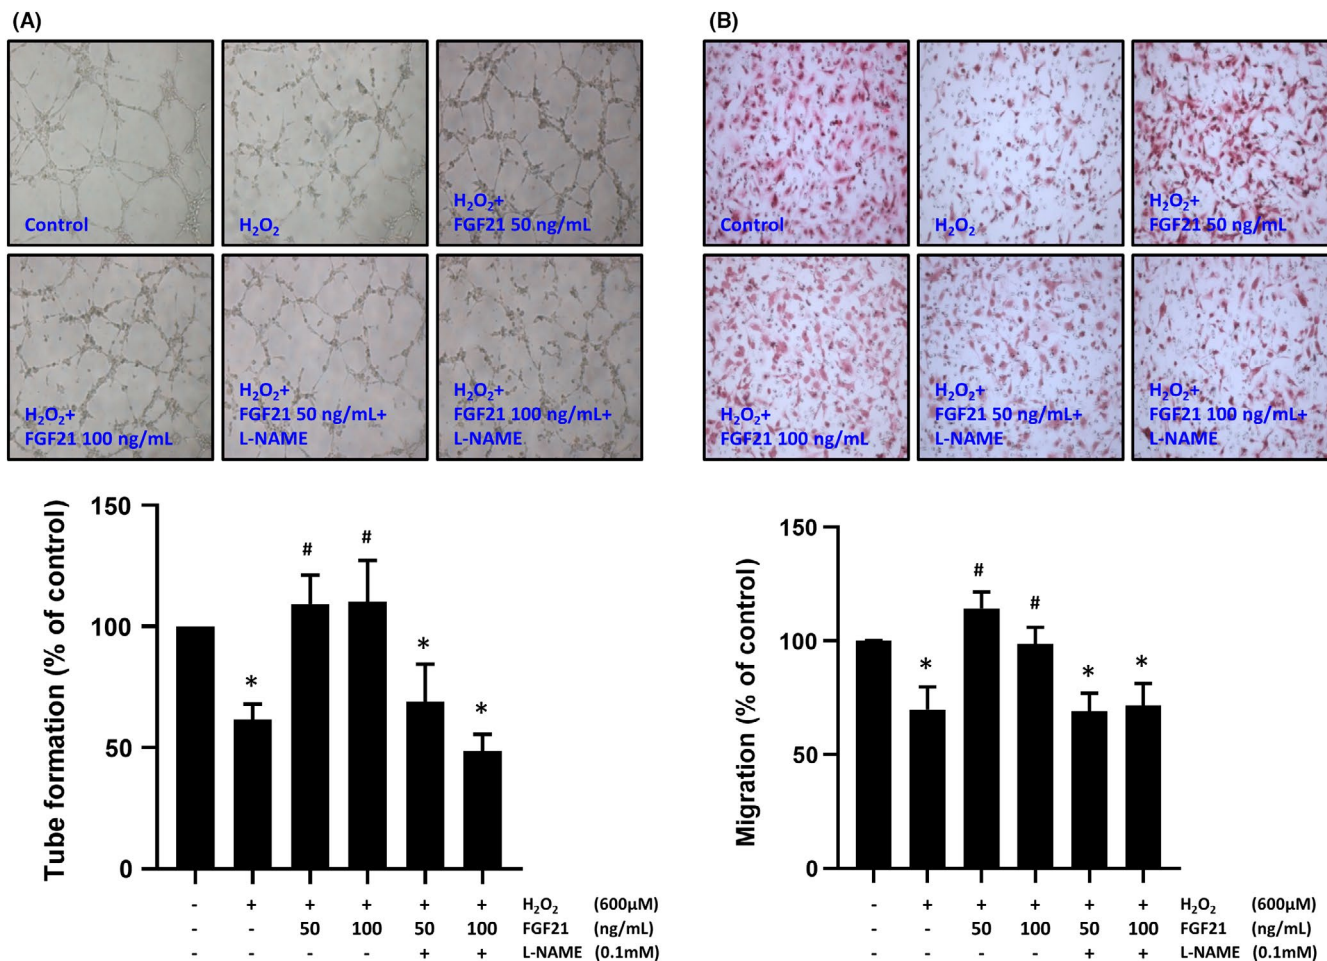 (A)
Control
H₂O₂
H₂O₂+
FGF21 50 ng/mL
H₂O₂+
FGF21 100 ng/mL
H₂O₂+
FGF21 50 ng/mL+
L-NAME
H₂O₂+
FGF21 100 ng/mL+
L-NAME
Tube formation (% of control)
150
100
50
0
*
#
#
*
*
- + + + + + H₂O₂ (600µM)
- - 50 100 50 100 FGF21 (ng/mL)
- - - - + + L-NAME (0.1mM)
(B)
Control
H₂O₂
H₂O₂+
FGF21 50 ng/mL
H₂O₂+
FGF21 100 ng/mL
H₂O₂+
FGF21 50 ng/mL+
L-NAME
H₂O₂+
FGF21 100 ng/mL+
L-NAME
Migration (% of control)
150
100
50
0
*
#
#
*
*
- + + + + + H₂O₂ (600µM)
- - 50 100 50 100 FGF21 (ng/mL)
- - - - + + L-NAME (0.1mM)